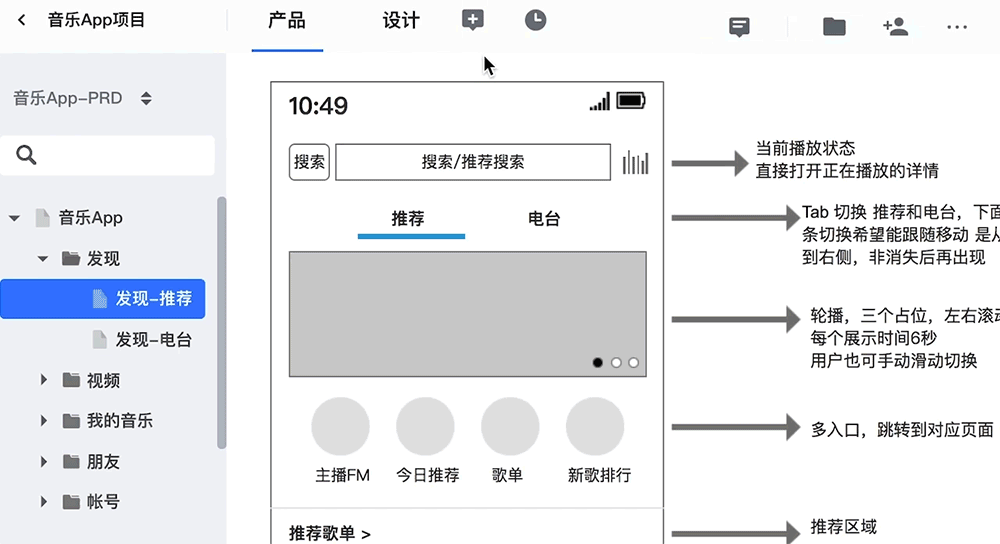 音乐App项目
产品
设计
音乐App-PRD
音乐App
发现
发现-推荐
发现-电台
视频
我的音乐
朋友
帐号
10:49
搜索
搜索/推荐搜索
推荐
电台
主播FM
今日推荐
歌单
新歌排行
推荐歌单 >
当前播放状态
直接打开正在播放的详情
Tab 切换 推荐和电台，下面
条切换希望能跟随移动 是从
到右侧，非消失后再出现
轮播，三个占位，左右滚动
每个展示时间6秒
用户也可手动滑动切换
多入口，跳转到对应页面
推荐区域